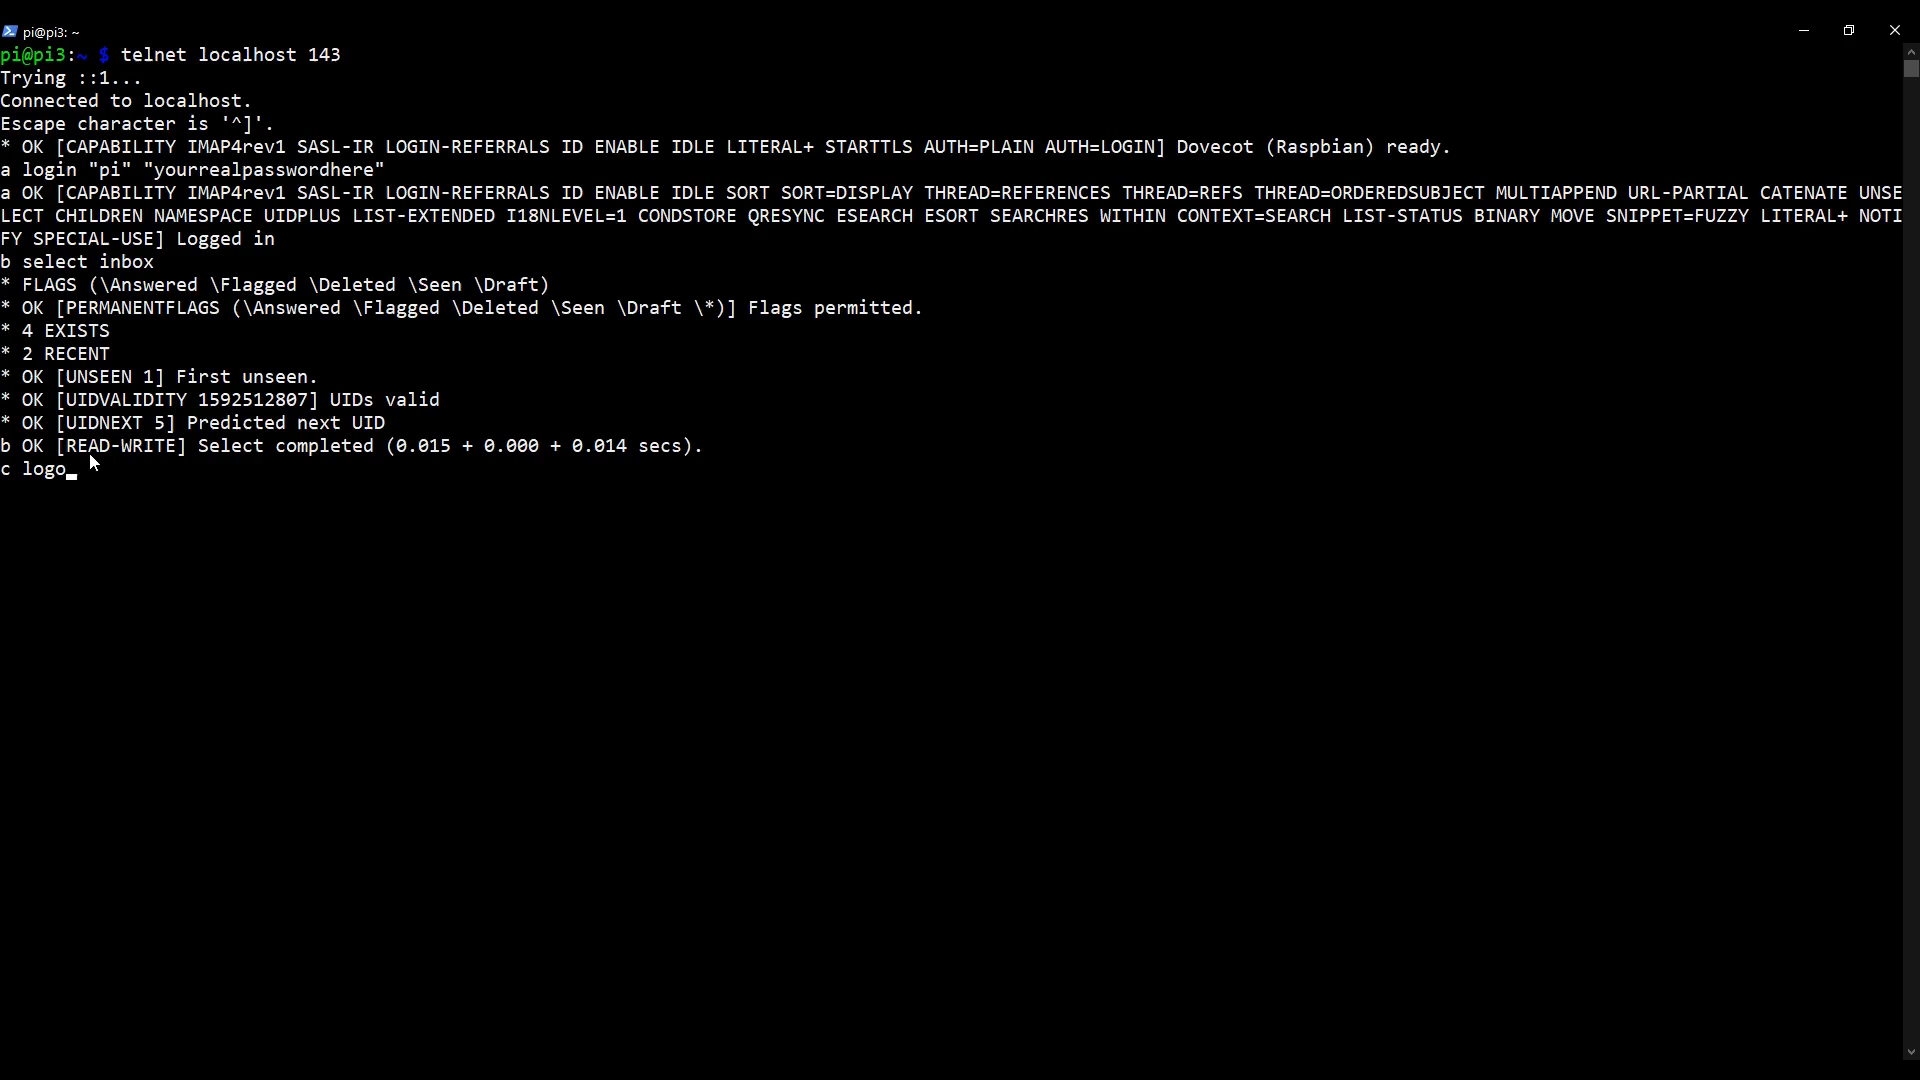 pi@pi3: ~
pi@pi3:~ $ telnet localhost 143
Trying ::1...
Connected to localhost.
Escape character is '^]'.
* OK [CAPABILITY IMAP4rev1 SASL-IR LOGIN-REFERRALS ID ENABLE IDLE LITERAL+ STARTTLS AUTH=PLAIN AUTH=LOGIN] Dovecot (Raspbian) ready.
a login "pi" "yourrealpasswordhere"
a OK [CAPABILITY IMAP4rev1 SASL-IR LOGIN-REFERRALS ID ENABLE IDLE SORT SORT=DISPLAY THREAD=REFERENCES THREAD=REFS THREAD=ORDEREDSUBJECT MULTIAPPEND URL-PARTIAL CATENATE UNSE
LECT CHILDREN NAMESPACE UIDPLUS LIST-EXTENDED I18NLEVEL=1 CONDSTORE QRESYNC ESEARCH ESORT SEARCHRES WITHIN CONTEXT=SEARCH LIST-STATUS BINARY MOVE SNIPPET=FUZZY LITERAL+ NOTI
FY SPECIAL-USE] Logged in
b select inbox
* FLAGS (\Answered \Flagged \Deleted \Seen \Draft)
* OK [PERMANENTFLAGS (\Answered \Flagged \Deleted \Seen \Draft \*)] Flags permitted.
* 4 EXISTS
* 2 RECENT
* OK [UNSEEN 1] First unseen.
* OK [UIDVALIDITY 1592512807] UIDs valid
* OK [UIDNEXT 5] Predicted next UID
b OK [READ-WRITE] Select completed (0.015 + 0.000 + 0.014 secs).
c logo